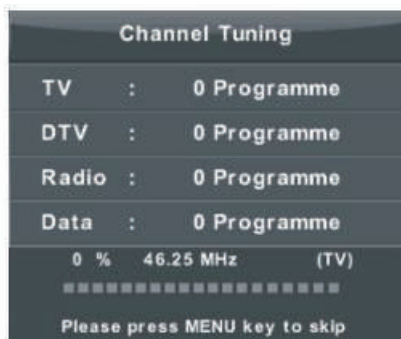 Channel Tuning
TV : 0 Programme
DTV : 0 Programme
Radio : 0 Programme
Data : 0 Programme
0 % 46.25 MHz (TV)
Please press MENU key to skip